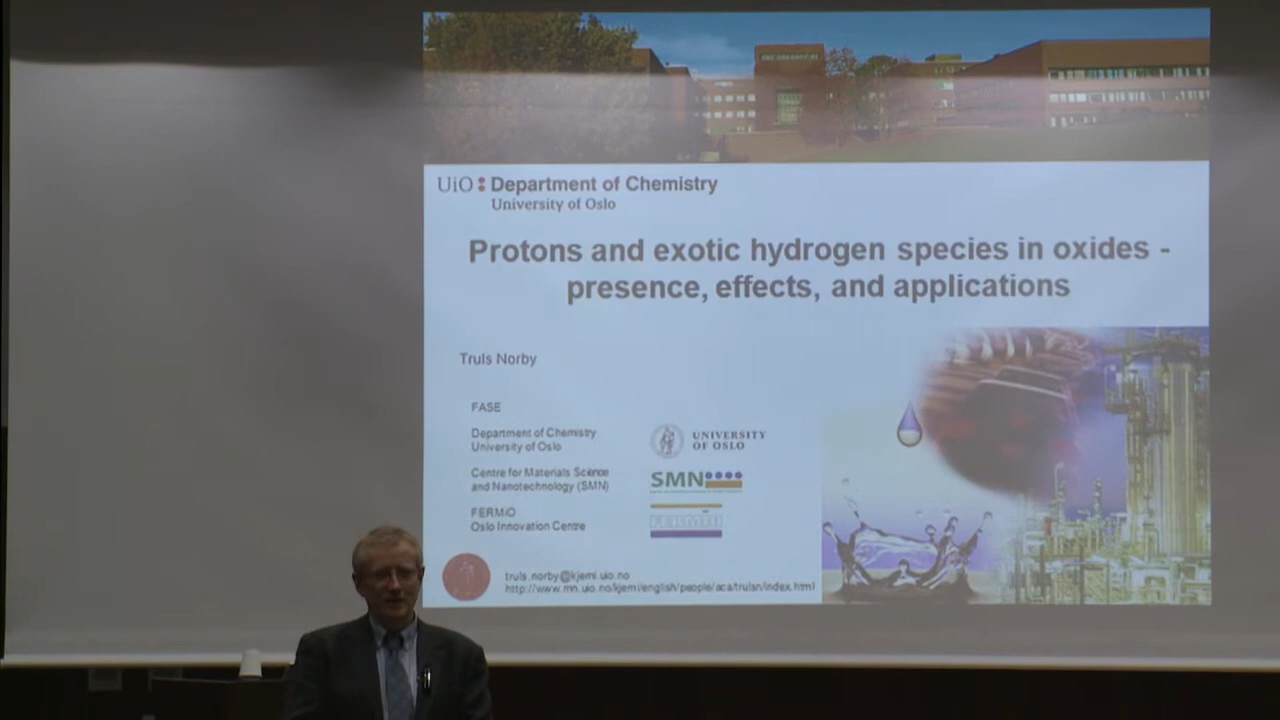 UiO Department of Chemistry
University of Oslo
Protons and exotic hydrogen species in oxides -
presence, effects, and applications
Truls Norby
FASE
Department of Chemistry
University of Oslo
UNIVERSITY
OF OSLO
Centre for Materials Science
and Nanotechnology (SMN)
SMN
FERMiO
Oslo Innovation Centre
FERMiO
truls.norby@kjemi.uio.no
http://www.mn.uio.no/kjemi/english/people/aca/trulsn/index.html